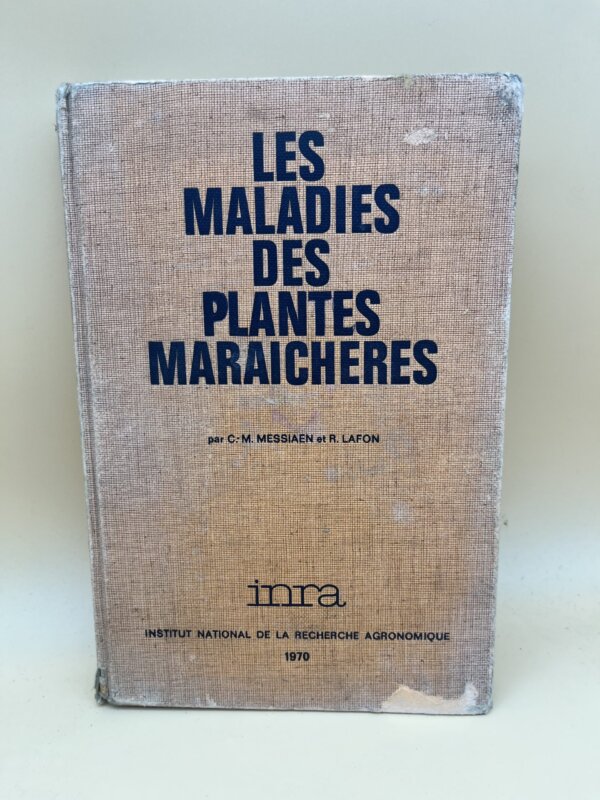 LES
MALADIES
DES
PLANTES
MARAICHERES
par C.-M. MESSIAEN et R. LAFON
inra
INSTITUT NATIONAL DE LA RECHERCHE AGRONOMIQUE
1970